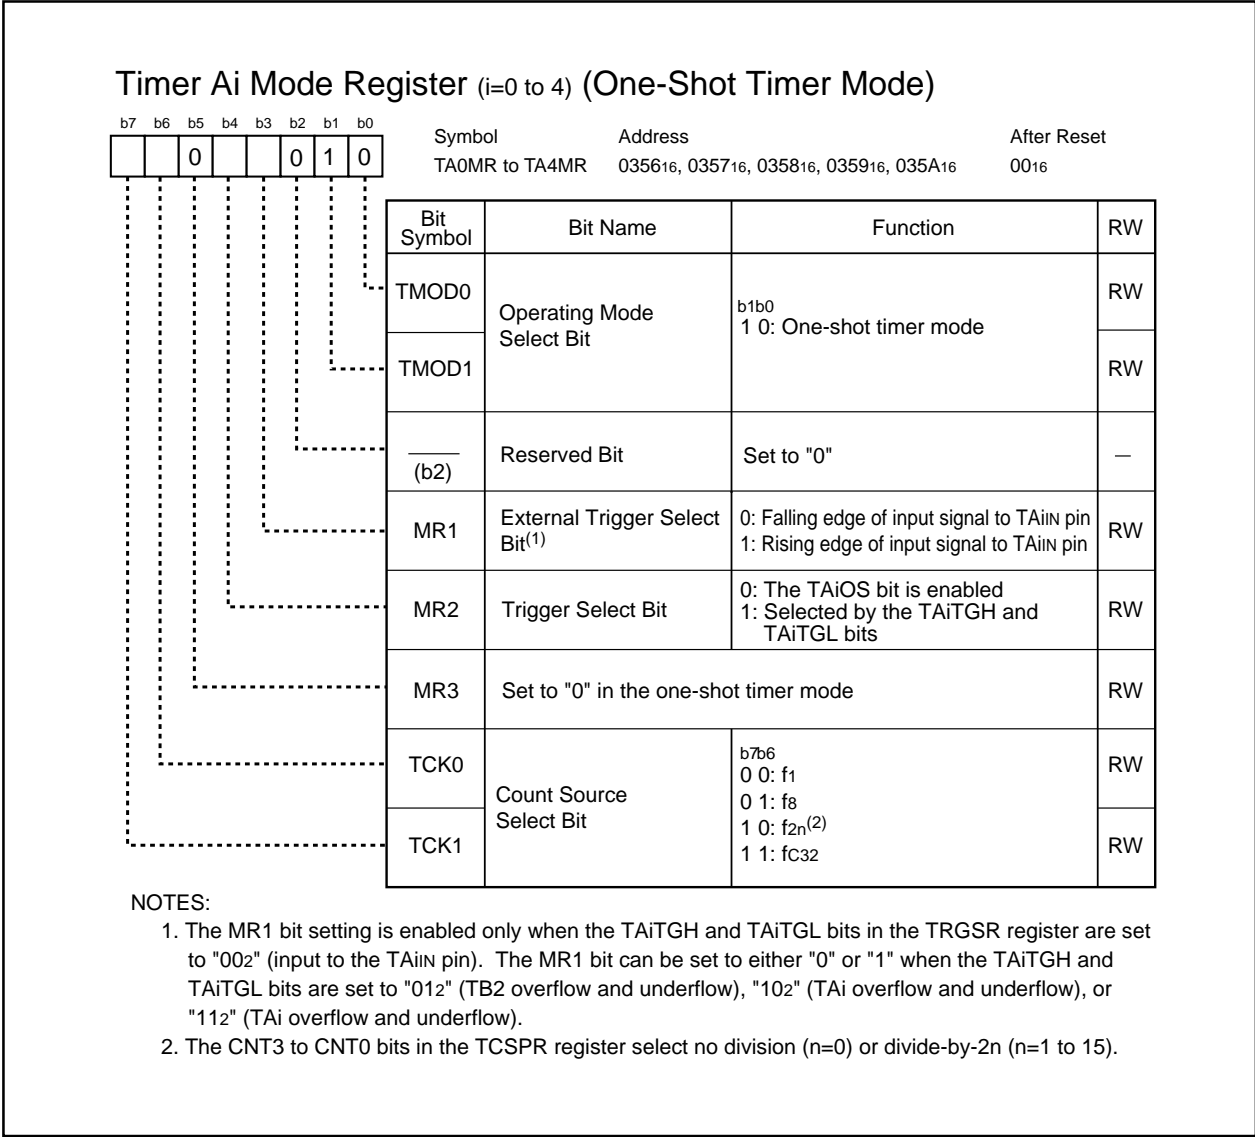 Timer Ai Mode Register (i=0 to 4) (One-Shot Timer Mode)
b7 b6 b5 b4 b3 b2 b1 b0
0 0 1 0
Symbol Address After Reset
TA0MR to TA4MR 035616, 035716, 035816, 035916, 035A16 0016
Bit Symbol Bit Name Function RW
TMOD0 RW
Operating Mode
Select Bit
b1b0
1 0: One-shot timer mode
TMOD1 RW
(b2) Reserved Bit Set to "0" —
MR1 External Trigger Select
Bit(1)
0: Falling edge of input signal to TAiIN pin
1: Rising edge of input signal to TAiIN pin
RW
MR2 Trigger Select Bit
0: The TAiOS bit is enabled
1: Selected by the TAiTGH and
TAiTGL bits
RW
MR3 Set to "0" in the one-shot timer mode RW
TCK0 RW
Count Source
Select Bit
b7b6
0 0: f1
0 1: f8
1 0: f2n(2)
1 1: fC32
TCK1 RW
NOTES:
1. The MR1 bit setting is enabled only when the TAiTGH and TAiTGL bits in the TRGSR register are set
to "002" (input to the TAiIN pin). The MR1 bit can be set to either "0" or "1" when the TAiTGH and
TAiTGL bits are set to "012" (TB2 overflow and underflow), "102" (TAi overflow and underflow), or
"112" (TAi overflow and underflow).
2. The CNT3 to CNT0 bits in the TCSPR register select no division (n=0) or divide-by-2n (n=1 to 15).